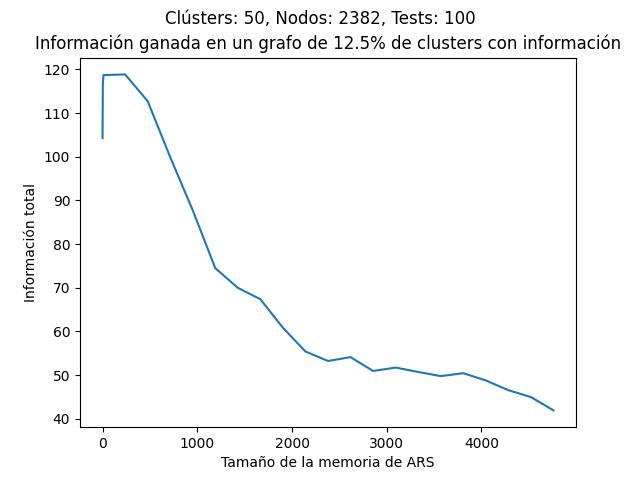 Clústers: 50, Nodos: 2382, Tests: 100
Información ganada en un grafo de 12.5% de clusters con información
120
110
100
90
80
70
60
50
40
Información total
0 1000 2000 3000 4000
Tamaño de la memoria de ARS